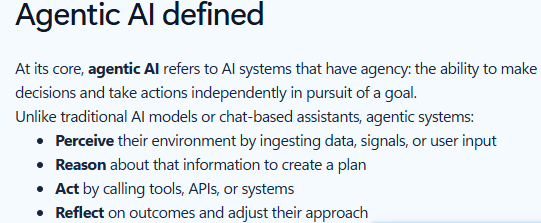 Agentic AI defined
At its core, agentic AI refers to AI systems that have agency: the ability to make
decisions and take actions independently in pursuit of a goal.
Unlike traditional AI models or chat-based assistants, agentic systems:
• Perceive their environment by ingesting data, signals, or user input
• Reason about that information to create a plan
• Act by calling tools, APIs, or systems
• Reflect on outcomes and adjust their approach